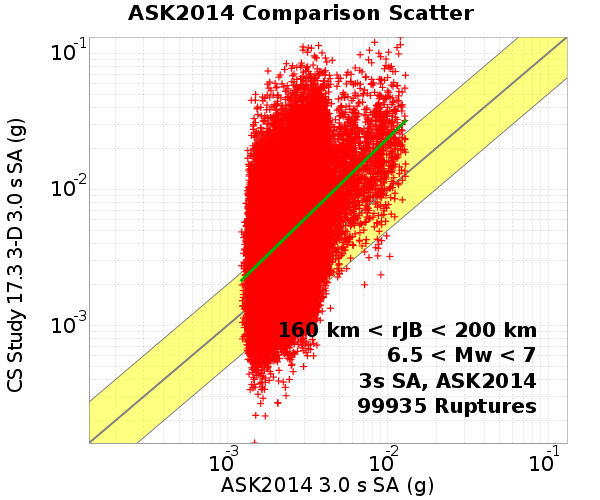 ASK2014 Comparison Scatter
CS Study 17.3 3-D 3.0 s SA (g)
10-1
10-2
10-3
160 km < rJB < 200 km
6.5 < Mw < 7
3s SA, ASK2014
99935 Ruptures
10-3 10-2 10-1
ASK2014 3.0 s SA (g)